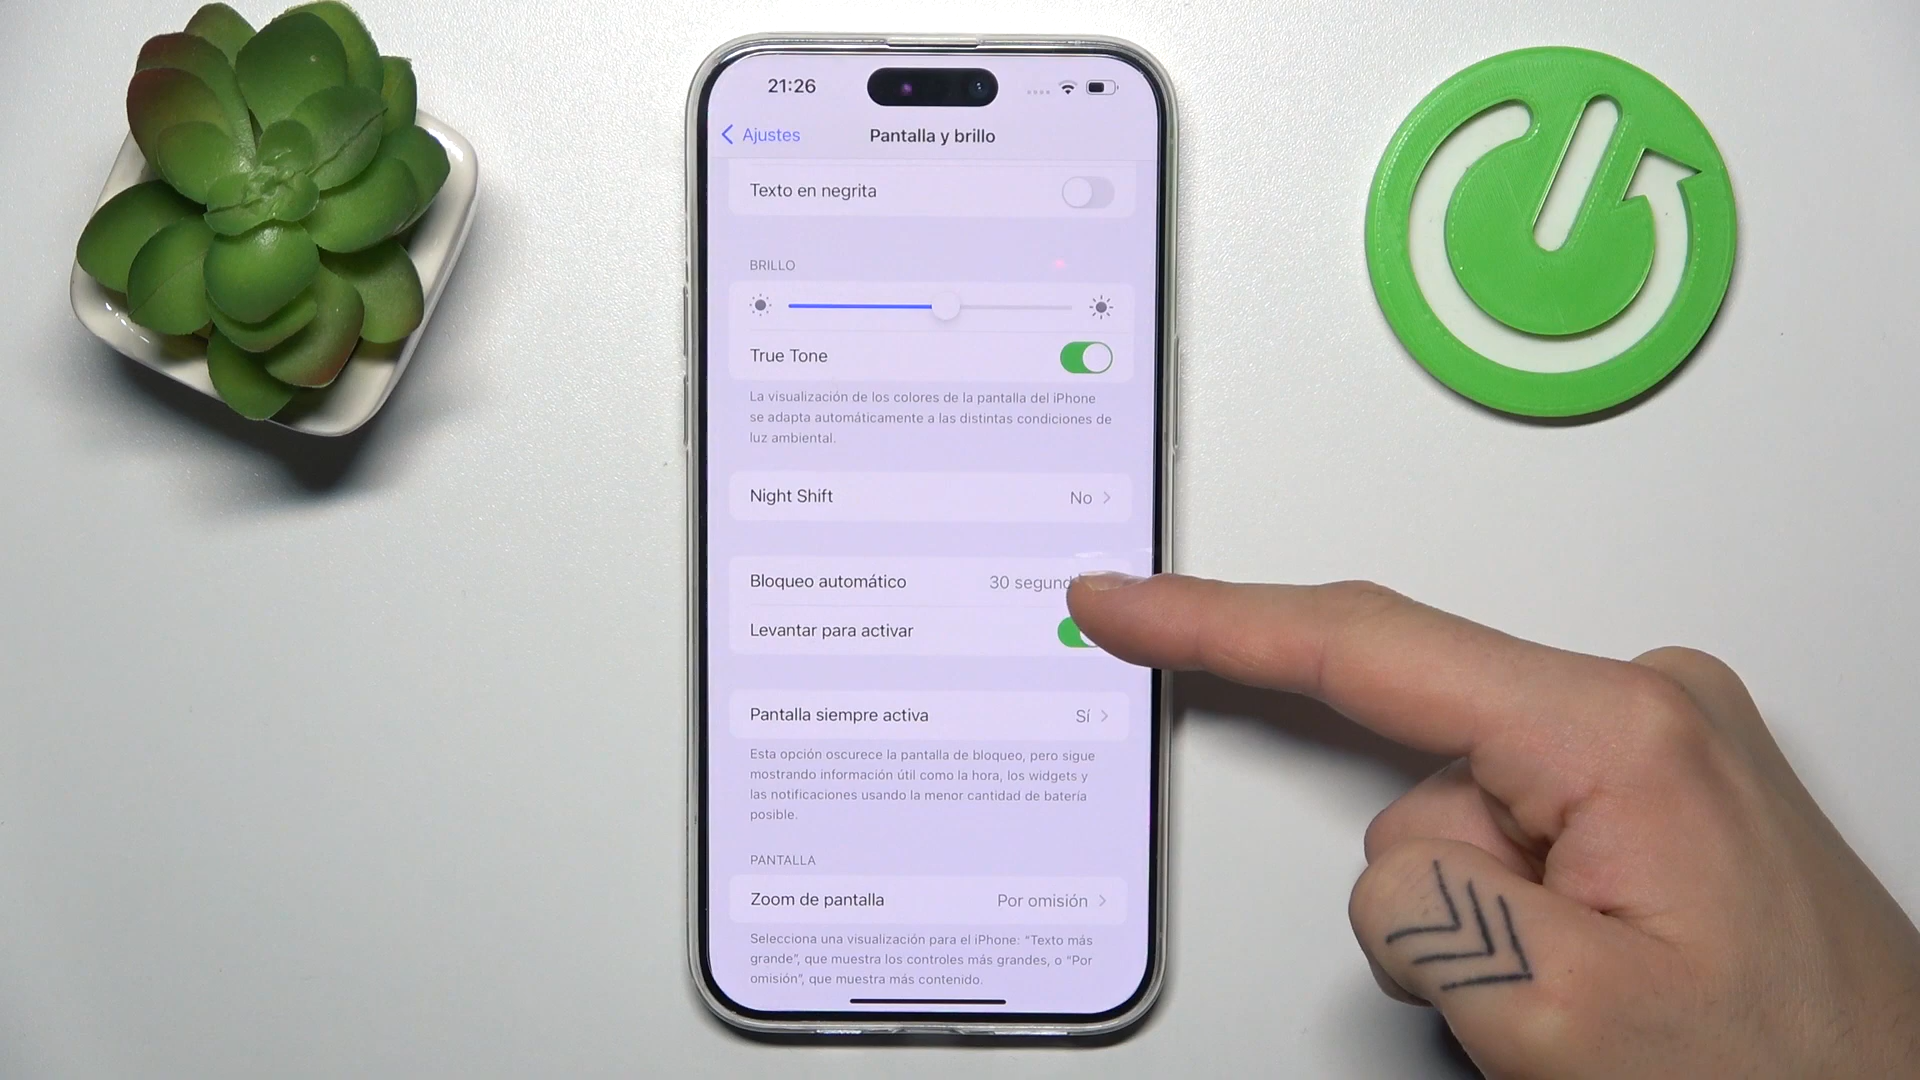 21:26
Ajustes
Pantalla y brillo
Texto en negrita
BRILLO
True Tone
La visualización de los colores de la pantalla del iPhone
se adapta automáticamente a las distintas condiciones de
luz ambiental.
Night Shift No
Bloqueo automático 30
Levantar para activar
Pantalla siempre activa Sí
Esta opción oscurece la pantalla de bloqueo, pero sigue
mostrando información útil como la hora, los widgets y
las notificaciones usando la menor cantidad de batería
posible.
PANTALLA
Zoom de pantalla Por omisión
Selecciona una visualización para el iPhone: “Texto más
grande”, que muestra los controles más grandes, o “Por
omisión”, que muestra más contenido.